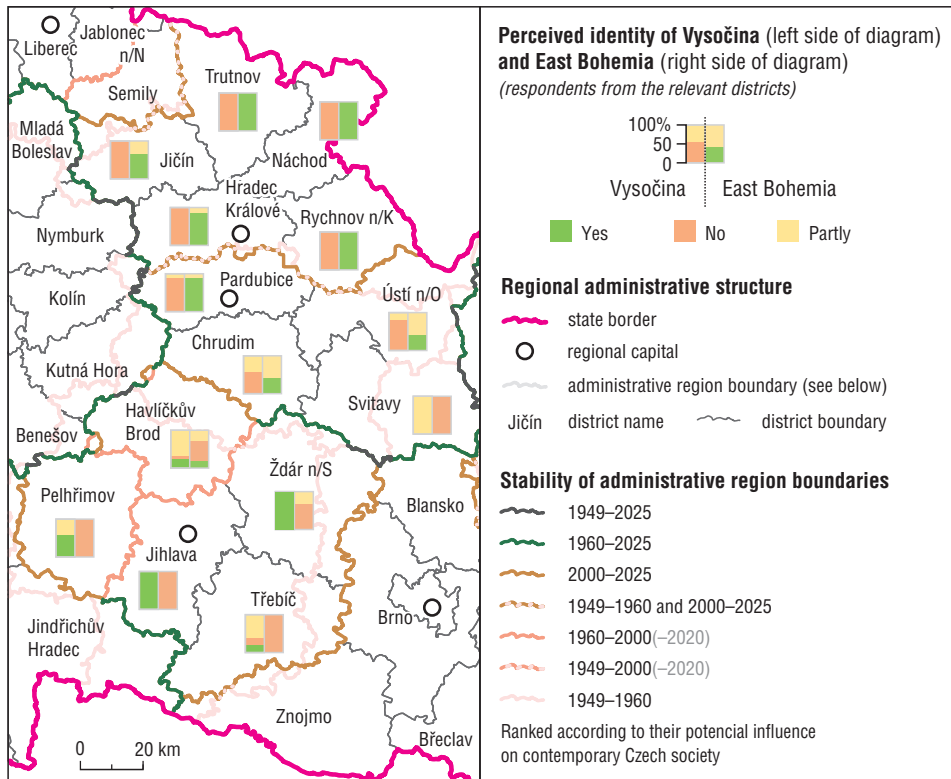 Liberec
Jablonec
n/N
Trutnov
Semily
Mladá
Boleslav
Jičín
Náchod
Hradec
Králové
Rychnov n/K
Nymburk
Pardubice
Kolín
Ústí n/O
Chrudim
Kutná Hora
Svitavy
Havlíčkův
Brod
Benešov
Ždár n/S
Pelhřimov
Blansko
Jihlava
Třebíč
Brno
Jindřichův
Hradec
Znojmo
Břeclav
0 20 km
Perceived identity of Vysočina (left side of diagram)
and East Bohemia (right side of diagram)
(respondents from the relevant districts)
100%
50
0
Vysočina East Bohemia
Yes No Partly
Regional administrative structure
state border
regional capital
administrative region boundary (see below)
Jičín district name district boundary
Stability of administrative region boundaries
1949–2025
1960–2025
2000–2025
1949–1960 and 2000–2025
1960–2000(–2020)
1949–2000(–2020)
1949–1960
Ranked according to their potencial influence
on contemporary Czech society